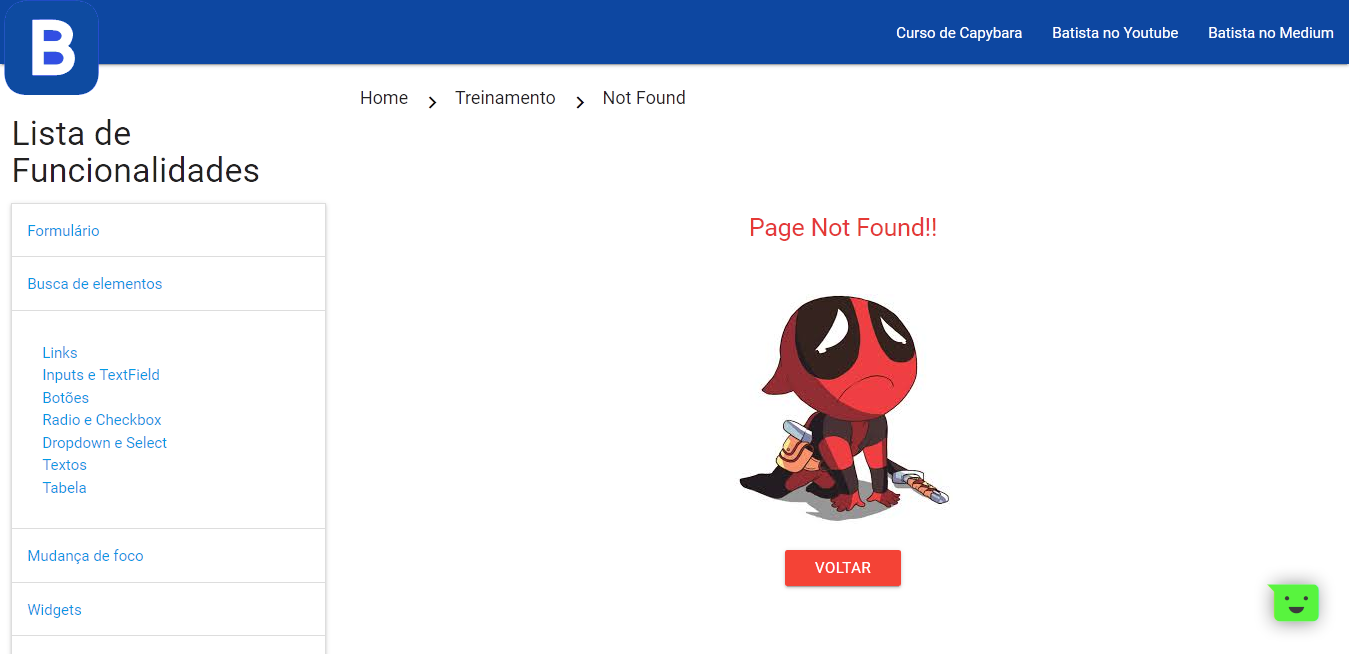 B
Curso de Capybara
Batista no Youtube
Batista no Medium
Home
Treinamento
Not Found
Lista de
Funcionalidades
Formulário
Busca de elementos
Links
Inputs e TextField
Botões
Radio e Checkbox
Dropdown e Select
Textos
Tabela
Mudança de foco
Widgets
Page Not Found!!
VOLTAR